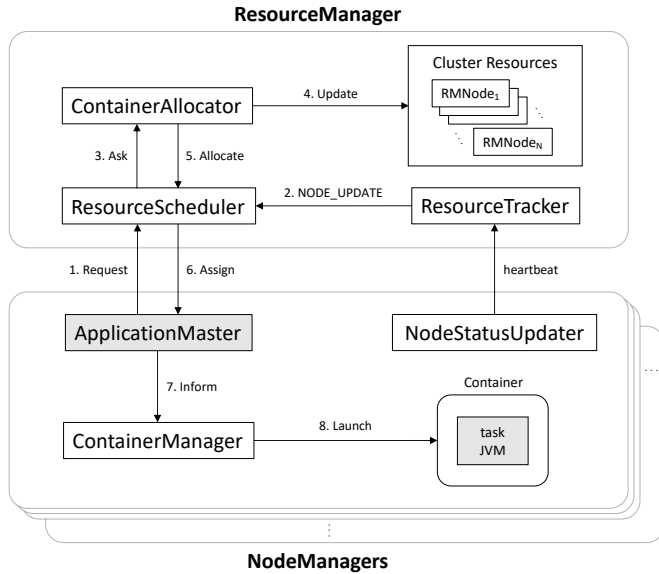 ResourceManager
Cluster Resources
RMNode₁
RMNodeN
ContainerAllocator
4. Update
3. Ask
5. Allocate
ResourceScheduler
2. NODE_UPDATE
ResourceTracker
1. Request
6. Assign
heartbeat
ApplicationMaster
NodeStatusUpdater
...
7. Inform
Container
ContainerManager
8. Launch
task
JVM
NodeManagers